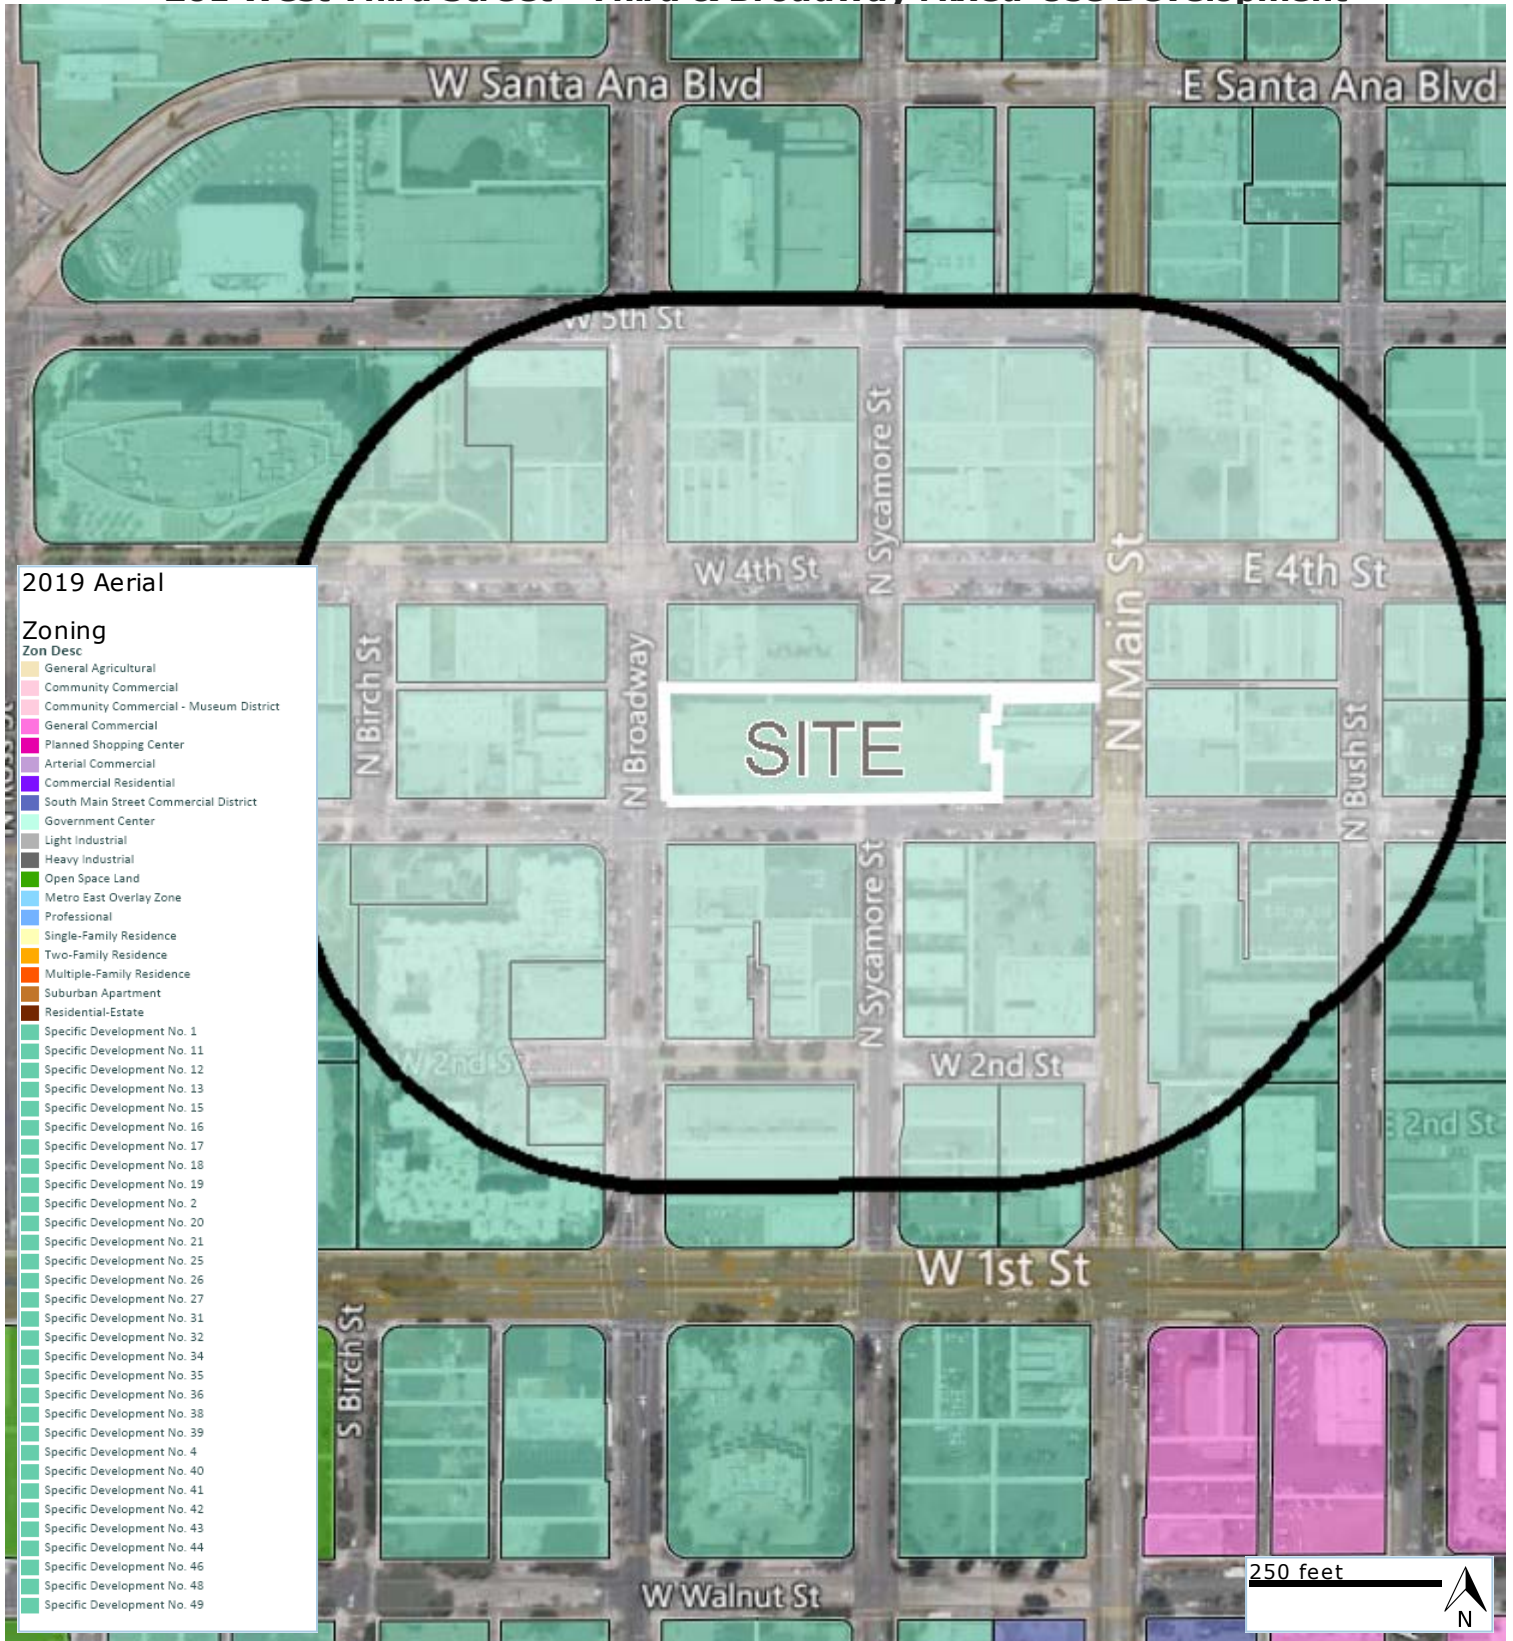 W Santa Ana Blvd
E Santa Ana Blvd
W 5th St
N Sycamore St
W 4th St
N Main St
E 4th St
N Birch St
N Broadway
SITE
N Bush St
N Sycamore St
W 2nd St
W 2nd St
E 2nd St
W 1st St
S Birch St
W Walnut St
2019 Aerial
Zoning
Zon Desc
General Agricultural
Community Commercial
Community Commercial - Museum District
General Commercial
Planned Shopping Center
Arterial Commercial
Commercial Residential
South Main Street Commercial District
Government Center
Light Industrial
Heavy Industrial
Open Space Land
Metro East Overlay Zone
Professional
Single-Family Residence
Two-Family Residence
Multiple-Family Residence
Suburban Apartment
Residential-Estate
Specific Development No. 1
Specific Development No. 11
Specific Development No. 12
Specific Development No. 13
Specific Development No. 15
Specific Development No. 16
Specific Development No. 17
Specific Development No. 18
Specific Development No. 19
Specific Development No. 2
Specific Development No. 20
Specific Development No. 21
Specific Development No. 25
Specific Development No. 26
Specific Development No. 27
Specific Development No. 31
Specific Development No. 32
Specific Development No. 34
Specific Development No. 35
Specific Development No. 36
Specific Development No. 38
Specific Development No. 39
Specific Development No. 4
Specific Development No. 40
Specific Development No. 41
Specific Development No. 42
Specific Development No. 43
Specific Development No. 44
Specific Development No. 46
Specific Development No. 48
Specific Development No. 49
250 feet
N